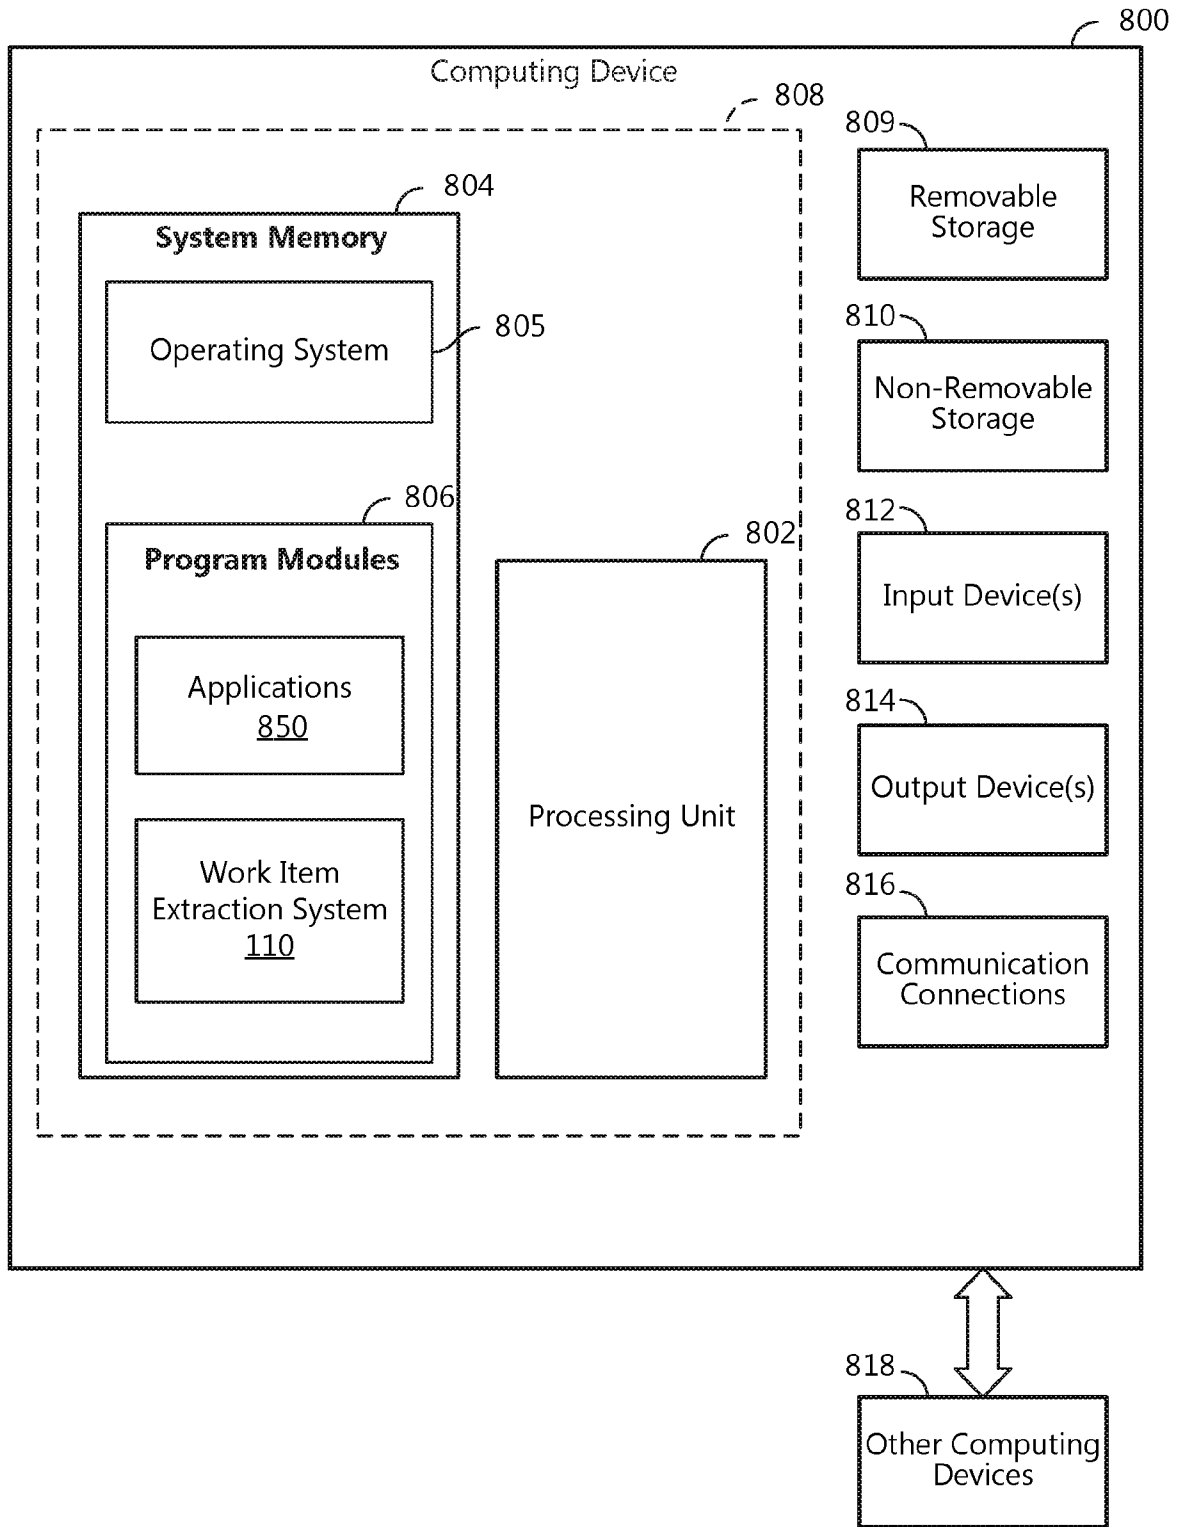 800
Computing Device
808
804
System Memory
Operating System
805
806
Program Modules
Applications
850
Work Item
Extraction System
110
802
Processing Unit
809
Removable
Storage
810
Non-Removable
Storage
812
Input Device(s)
814
Output Device(s)
816
Communication
Connections
818
Other Computing
Devices